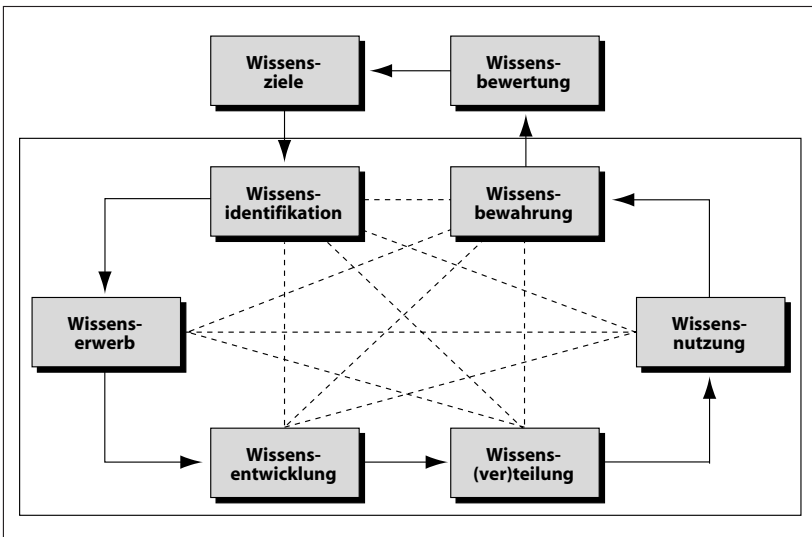 Wissens-
ziele
Wissens-
bewertung
Wissens-
identifikation
Wissens-
bewahrung
Wissens-
erwerb
Wissens-
nutzung
Wissens-
entwicklung
Wissens-
(ver)teilung